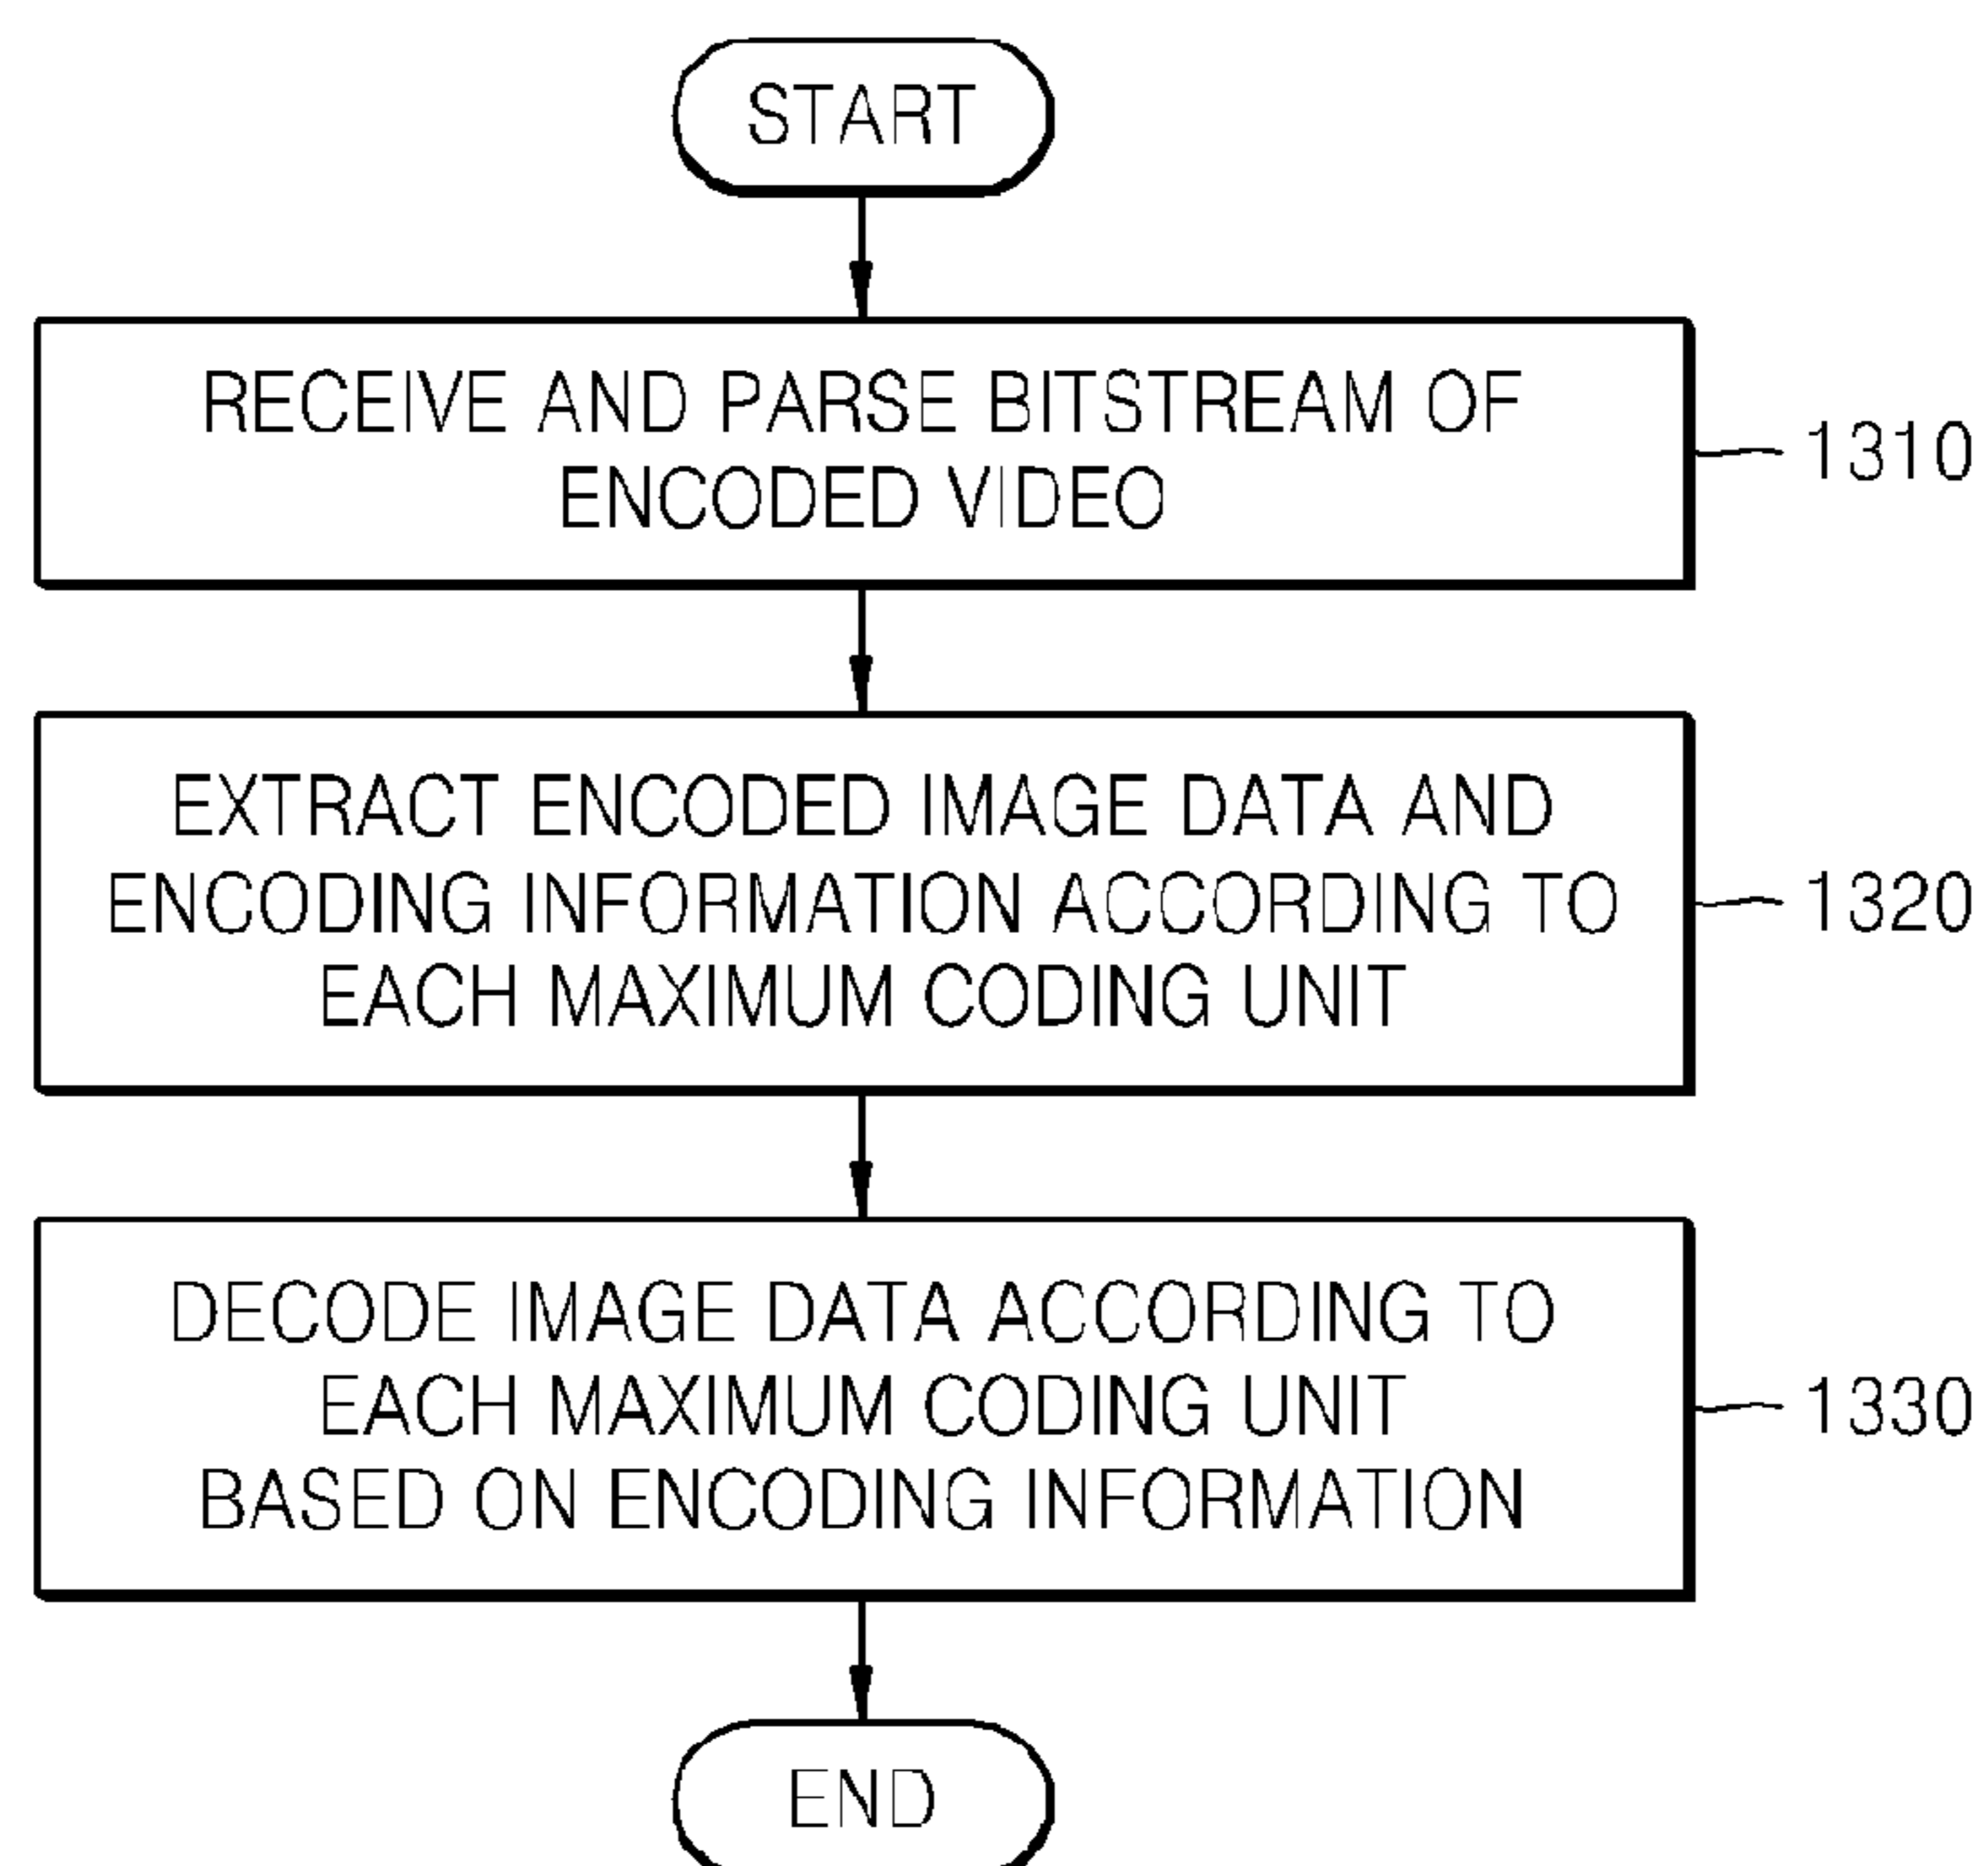 START
RECEIVE AND PARSE BITSTREAM OF
ENCODED VIDEO
1310
EXTRACT ENCODED IMAGE DATA AND
ENCODING INFORMATION ACCORDING TO
EACH MAXIMUM CODING UNIT
1320
DECODE IMAGE DATA ACCORDING TO
EACH MAXIMUM CODING UNIT
BASED ON ENCODING INFORMATION
1330
END